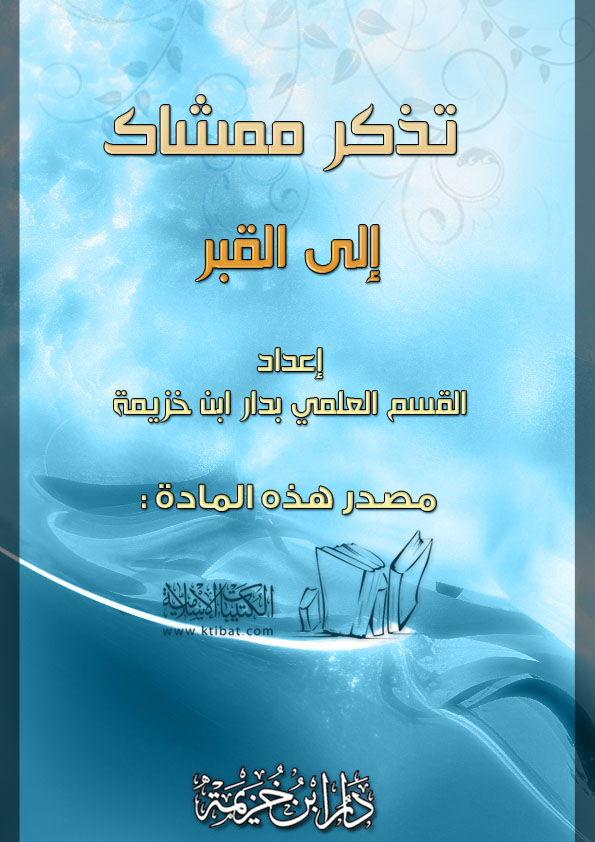 تذكر ممشاك
إلى القبر
إعداد
القسم العلمي بدار ابن خزيمة
مصدر هذه المادة :
الكتيبات الإسلامية
www.ktibat.com
دار ابن خزيمة